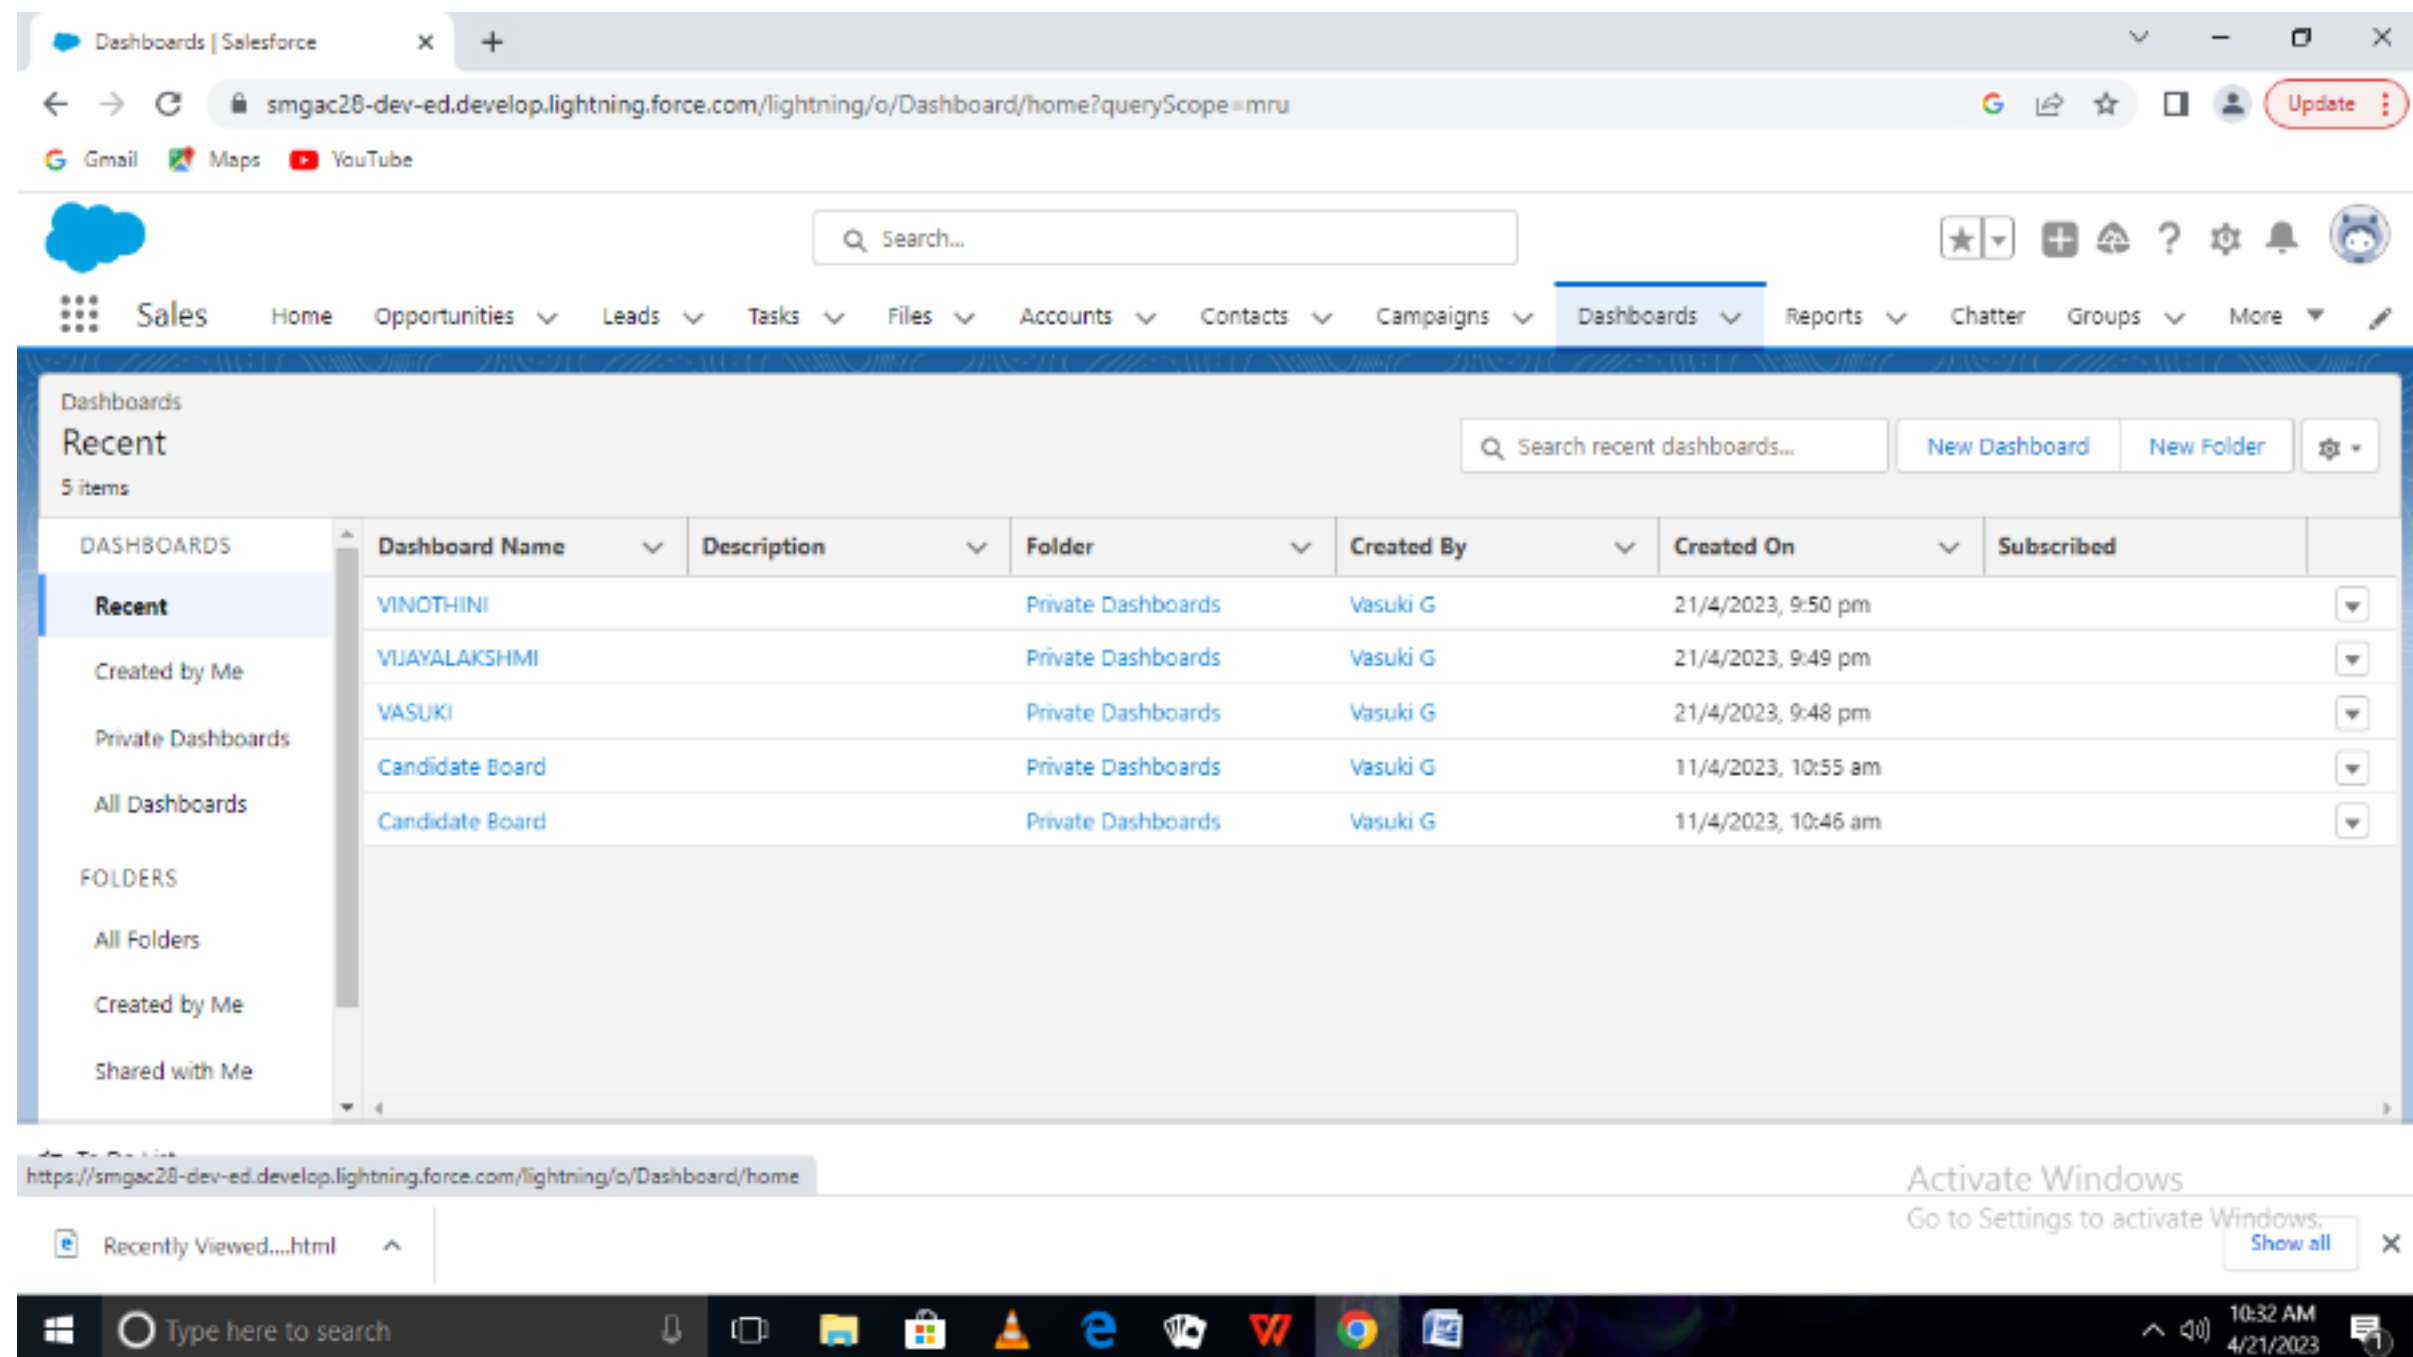 Dashboards | Salesforce
smgac28-dev-ed.develop.lightning.force.com/lightning/o/Dashboard/home?queryScope=mru
Update
Gmail Maps YouTube
Search...
Sales Home Opportunities Leads Tasks Files Accounts Contacts Campaigns Dashboards Reports Chatter Groups More
Dashboards
Recent
5 items
Search recent dashboards... New Dashboard New Folder
DASHBOARDS
Recent
Created by Me
Private Dashboards
All Dashboards
FOLDERS
All Folders
Created by Me
Shared with Me
Dashboard Name Description Folder Created By Created On Subscribed
VINOTHINI Private Dashboards Vasuki G 21/4/2023, 9:50 pm
VIJAYALAKSHMI Private Dashboards Vasuki G 21/4/2023, 9:49 pm
VASUKI Private Dashboards Vasuki G 21/4/2023, 9:48 pm
Candidate Board Private Dashboards Vasuki G 11/4/2023, 10:55 am
Candidate Board Private Dashboards Vasuki G 11/4/2023, 10:46 am
To Do List
https://smgac28-dev-ed.develop.lightning.force.com/lightning/o/Dashboard/home
Activate Windows
Go to Settings to activate Windows.
Recently Viewed....html
Show all
Type here to search
10:32 AM
4/21/2023
1